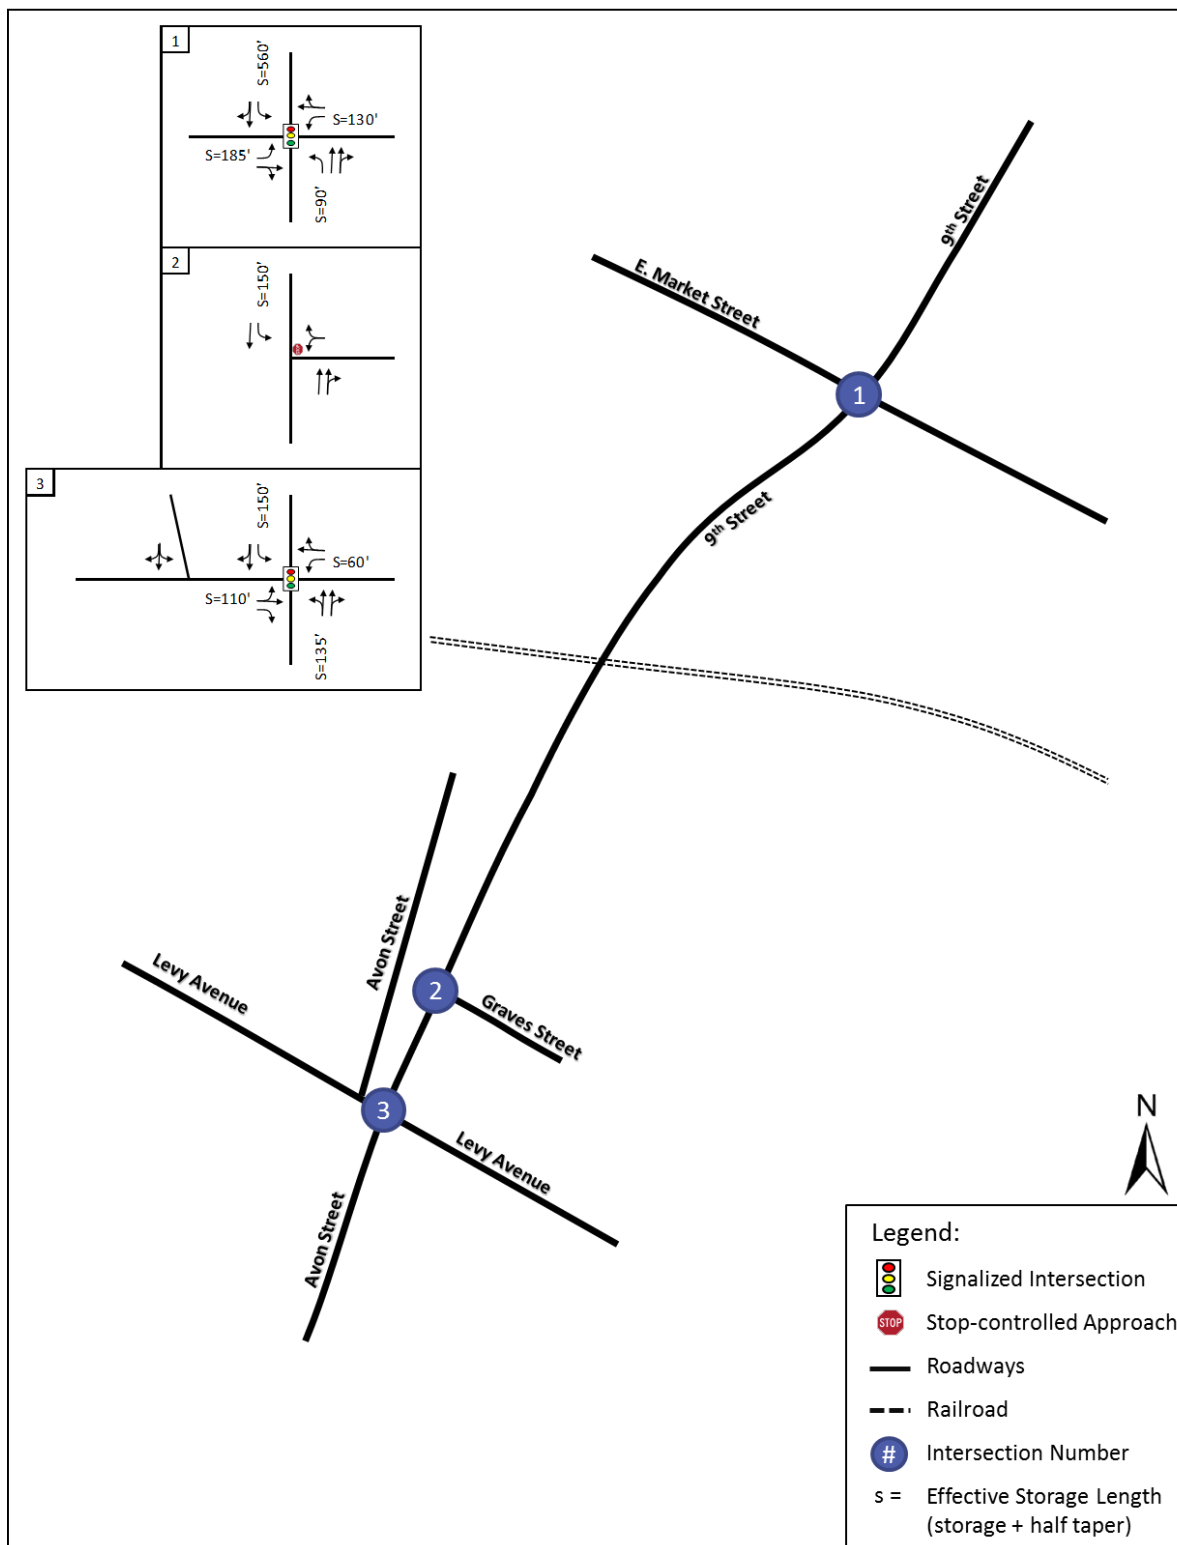 1
S=560'
S=130'
S=185'
S=90'
2
S=150'
3
S=150'
S=60'
S=110'
S=135'
9th Street
E. Market Street
1
9th Street
Avon Street
Levy Avenue
2
Graves Street
3
Levy Avenue
Avon Street
N
Legend:
Signalized Intersection
STOP Stop-controlled Approach
Roadways
Railroad
# Intersection Number
s = Effective Storage Length
(storage + half taper)